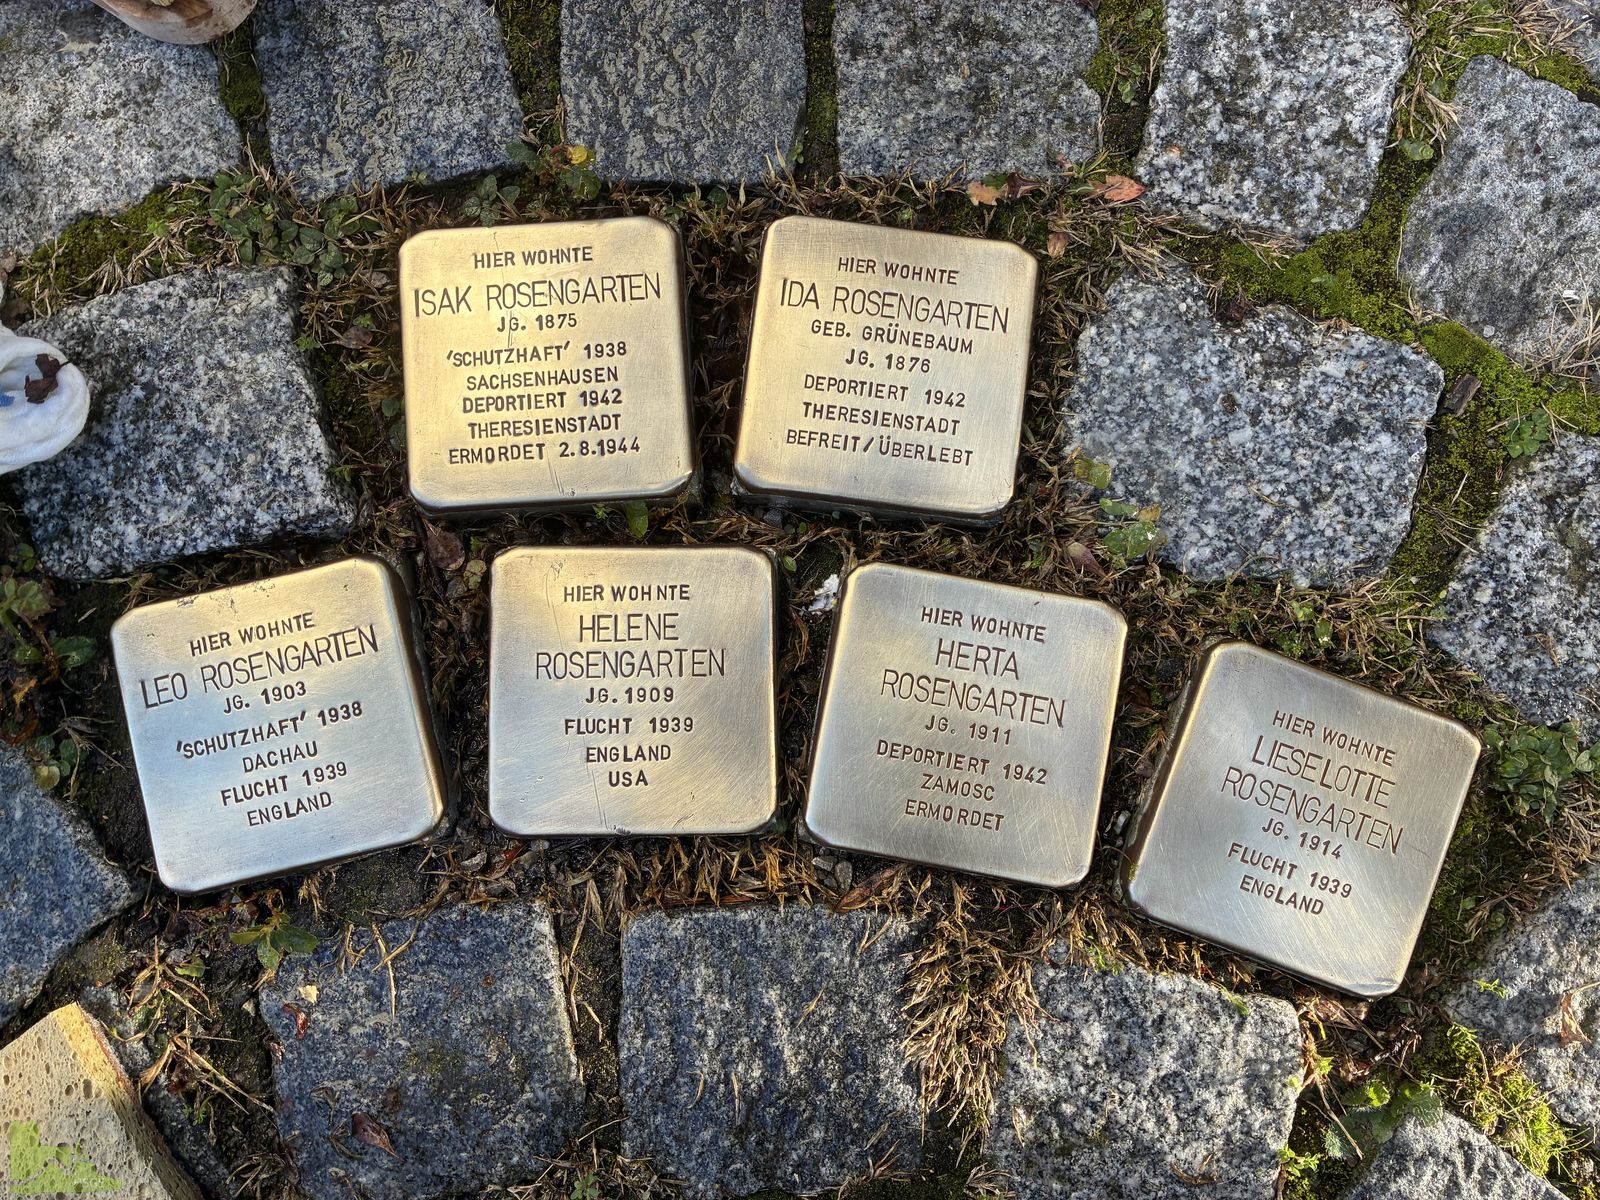 HIER WOHNTE
ISAK ROSENGARTEN
JG. 1875
'SCHUTZHAFT' 1938
SACHSENHAUSEN
DEPORTIERT 1942
THERESIENSTADT
ERMORDET 2.8.1944
HIER WOHNTE
IDA ROSENGARTEN
GEB. GRÜNEBAUM
JG. 1876
DEPORTIERT 1942
THERESIENSTADT
BEFREIT/ÜBERLEBT
HIER WOHNTE
LEO ROSENGARTEN
JG. 1903
'SCHUTZHAFT' 1938
DACHAU
FLUCHT 1939
ENGLAND
HIER WOHNTE
HELENE
ROSENGARTEN
JG. 1909
FLUCHT 1939
ENGLAND
USA
HIER WOHNTE
HERTA
ROSENGARTEN
JG. 1911
DEPORTIERT 1942
ZAMOSC
ERMORDET
HIER WOHNTE
LIESELOTTE
ROSENGARTEN
JG. 1914
FLUCHT 1939
ENGLAND